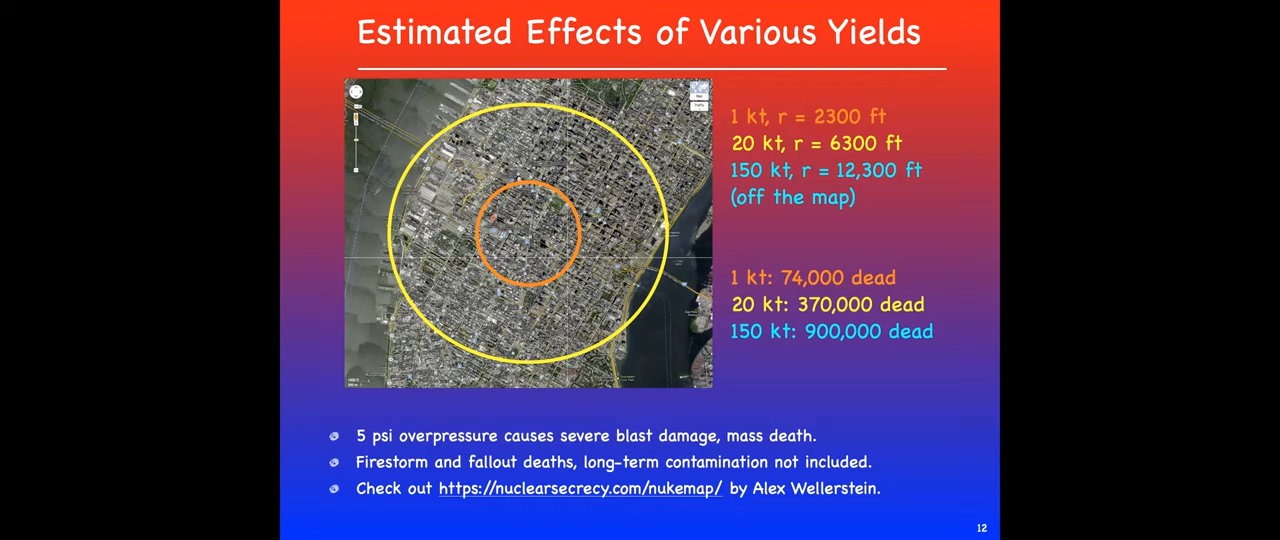 Estimated Effects of Various Yields
1 kt, r = 2300 ft
20 kt, r = 6300 ft
150 kt, r = 12,300 ft
(off the map)
1 kt: 74,000 dead
20 kt: 370,000 dead
150 kt: 900,000 dead
5 psi overpressure causes severe blast damage, mass death.
Firestorm and fallout deaths, long-term contamination not included.
Check out https://nuclearsecrecy.com/nukemap/ by Alex Wellerstein.
12